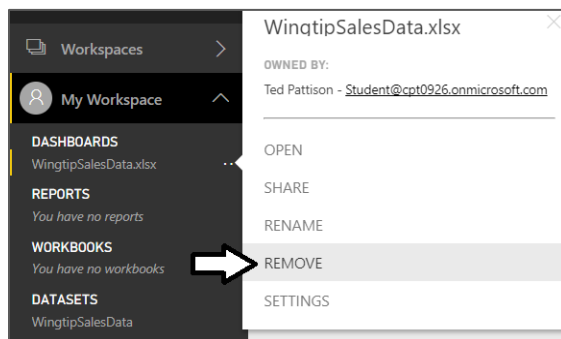 Workspaces
My Workspace
DASHBOARDS
WingtipSalesData.xlsx
REPORTS
You have no reports
WORKBOOKS
You have no workbooks
DATASETS
WingtipSalesData
WingtipSalesData.xlsx
OWNED BY:
Ted Pattison - Student@cpt0926.onmicrosoft.com
OPEN
SHARE
RENAME
REMOVE
SETTINGS